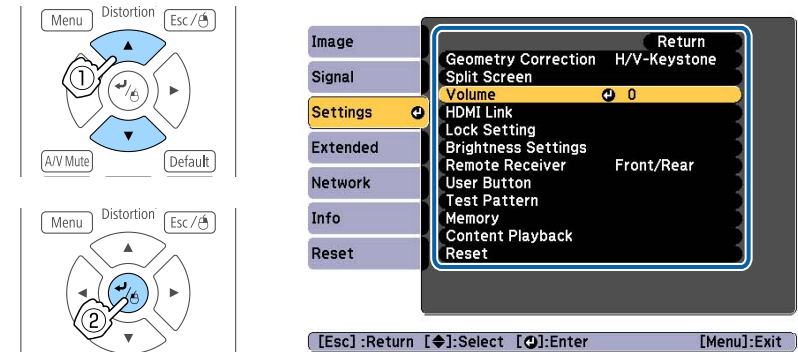 Menu
Distortion
Esc/
1
A/V Mute
Default
Menu
Distortion
Esc/
2
Image
Signal
Settings
Extended
Network
Info
Reset
Return
Geometry Correction H/V-Keystone
Split Screen
Volume 0
HDMI Link
Lock Setting
Brightness Settings
Remote Receiver Front/Rear
User Button
Test Pattern
Memory
Content Playback
Reset
[Esc] :Return [◆]:Select [⏎]:Enter [Menu]:Exit